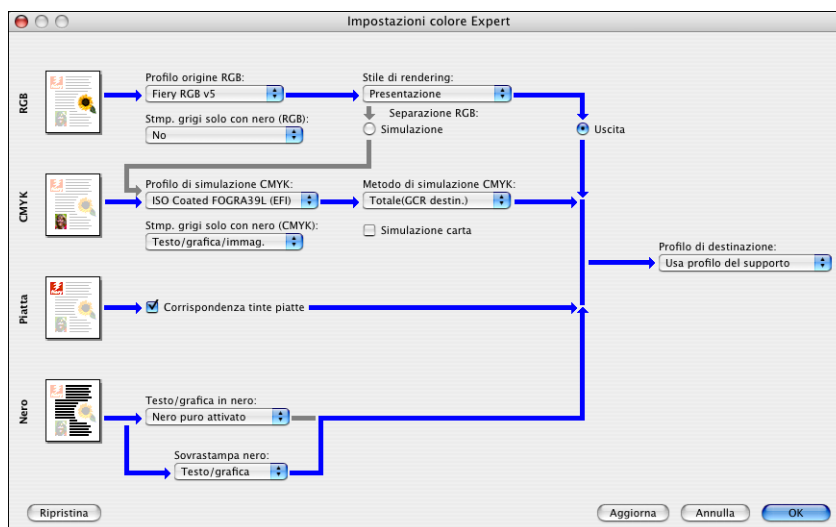 Impostazioni colore Expert
RGB
Profilo origine RGB:
Fiery RGB v5
Stile di rendering:
Presentazione
Stmp. grigi solo con nero (RGB):
No
Separazione RGB:
Simulazione
Uscita
CMYK
Profilo di simulazione CMYK:
ISO Coated FOGRA39L (EFI)
Metodo di simulazione CMYK:
Totale(GCR destin.)
Stmp. grigi solo con nero (CMYK):
Testo/grafica/immag.
Simulazione carta
Profilo di destinazione:
Usa profilo del supporto
Piatta
Corrispondenza tinte piatte
Nero
Testo/grafica in nero:
Nero puro attivato
Sovrastampa nero:
Testo/grafica
Ripristina
Aggiorna
Annulla
OK